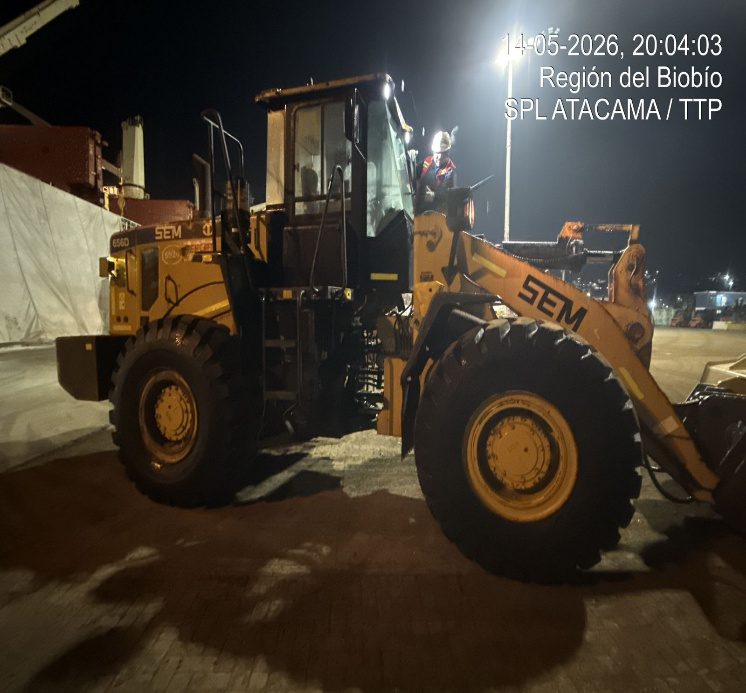 14-05-2026, 20:04:03
Región del Biobío
SPL ATACAMA / TTP
SEM
656D
SEM